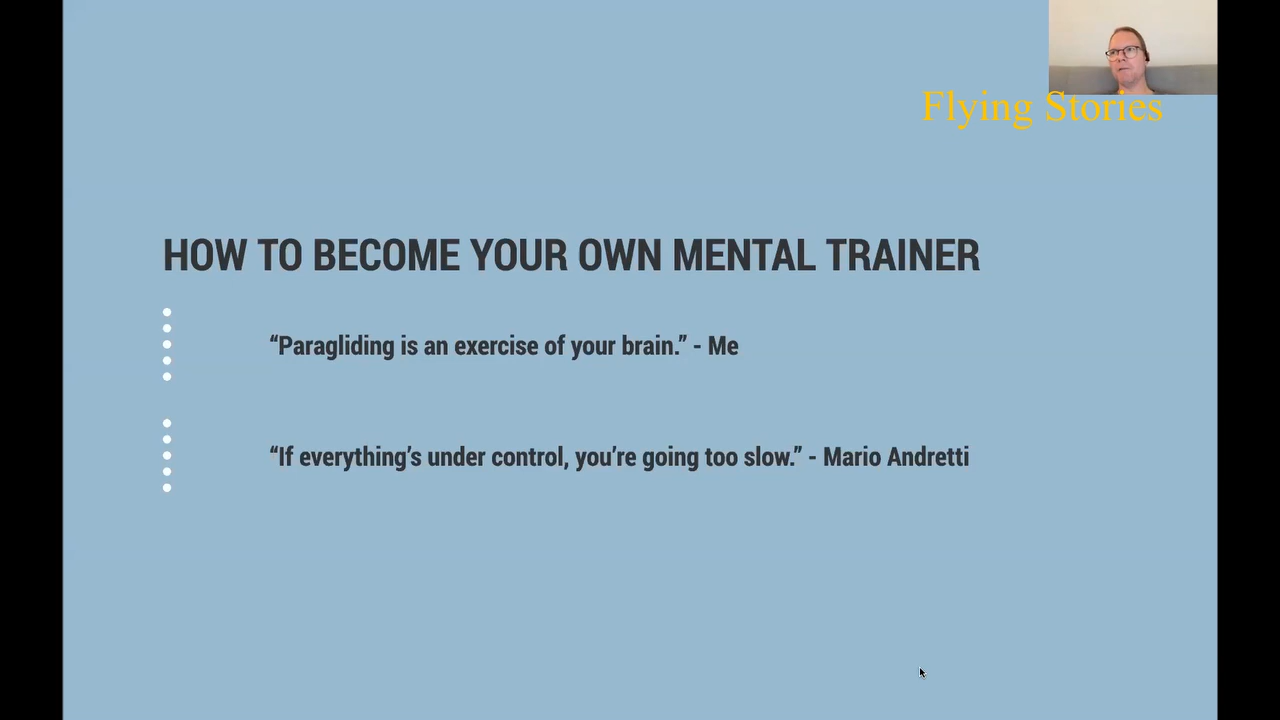 Flying Stories
HOW TO BECOME YOUR OWN MENTAL TRAINER
“Paragliding is an exercise of your brain.” - Me
“If everything’s under control, you’re going too slow.” - Mario Andretti